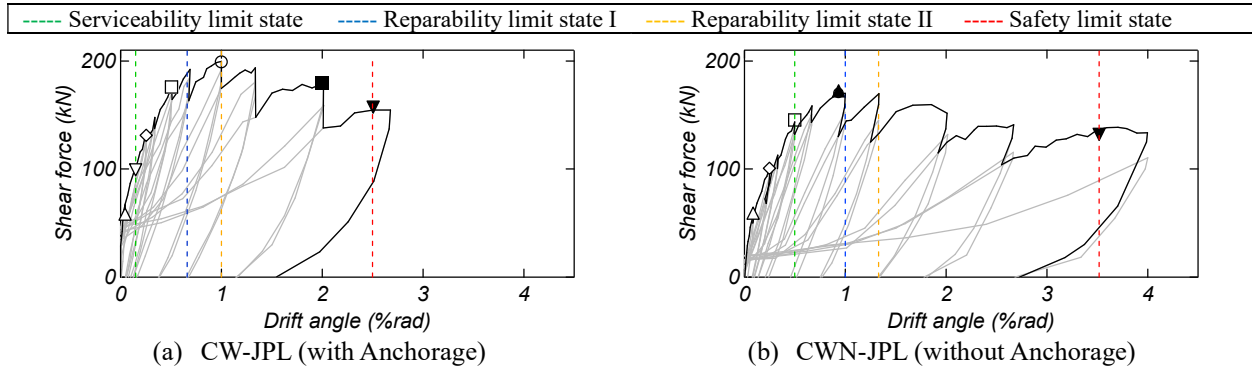 Serviceability limit state Reparability limit state I Reparability limit state II Safety limit state
200
100
0
Shear force (kN)
0 1 2 3 4
Drift angle (%rad)
(a) CW-JPL (with Anchorage)
200
100
0
Shear force (kN)
0 1 2 3 4
Drift angle (%rad)
(b) CWN-JPL (without Anchorage)